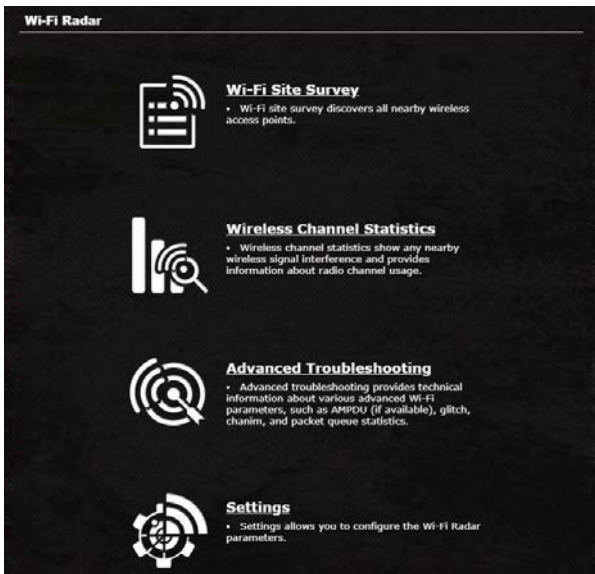 Wi-Fi Radar
Wi-Fi Site Survey
• Wi-Fi site survey discovers all nearby wireless
access points.
Wireless Channel Statistics
• Wireless channel statistics show any nearby
wireless signal interference and provides
information about radio channel usage.
Advanced Troubleshooting
• Advanced troubleshooting provides technical
information about various advanced Wi-Fi
parameters, such as AMPDU (if available), glitch,
chanim, and packet queue statistics.
Settings
• Settings allows you to configure the Wi-Fi Radar
parameters.